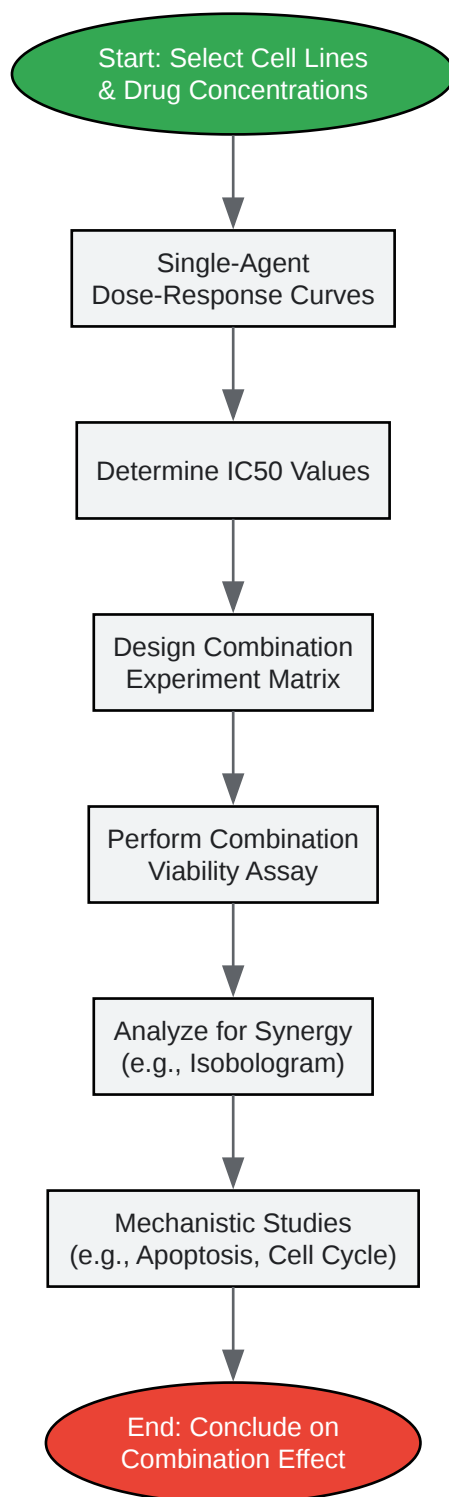 Start: Select Cell Lines
& Drug Concentrations
Single-Agent
Dose-Response Curves
Determine IC50 Values
Design Combination
Experiment Matrix
Perform Combination
Viability Assay
Analyze for Synergy
(e.g., Isobologram)
Mechanistic Studies
(e.g., Apoptosis, Cell Cycle)
End: Conclude on
Combination Effect